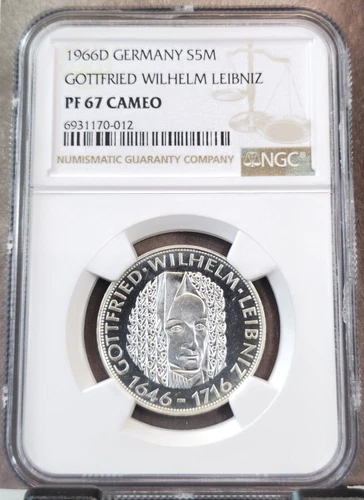 1966D GERMANY S5M
GOTTFRIED WILHELM LEIBNIZ
PF 67 CAMEO
6931170-012
NUMISMATIC GUARANTY COMPANY
NGC®
GOTTFRIED·WILHELM·LEIBNIZ
1646-1716